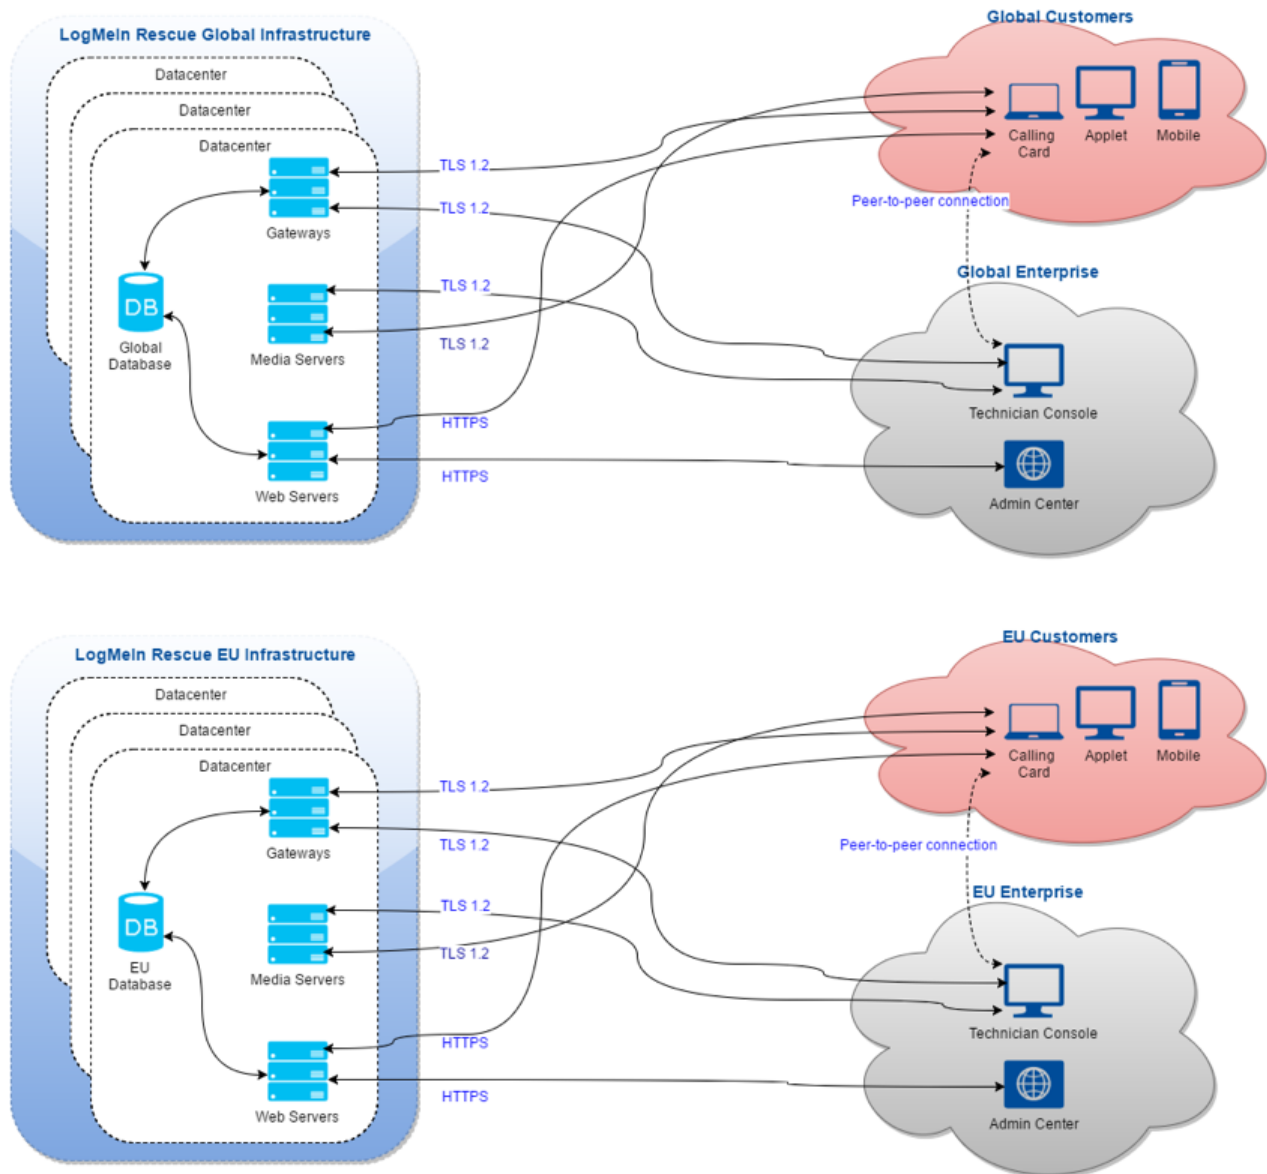 Global Customers
LogMeIn Rescue Global Infrastructure
Datacenter
Datacenter
Datacenter
Calling
Card
Applet
Mobile
TLS 1.2
Peer-to-peer connection
TLS 1.2
Gateways
Global Enterprise
TLS 1.2
DB
TLS 1.2
Global
Database
Media Servers
Technician Console
HTTPS
HTTPS
Web Servers
Admin Center
EU Customers
LogMeIn Rescue EU Infrastructure
Datacenter
Datacenter
Datacenter
Calling
Card
Applet
Mobile
TLS 1.2
Peer-to-peer connection
TLS 1.2
Gateways
EU Enterprise
TLS 1.2
DB
TLS 1.2
EU
Database
Media Servers
Technician Console
HTTPS
HTTPS
Web Servers
Admin Center